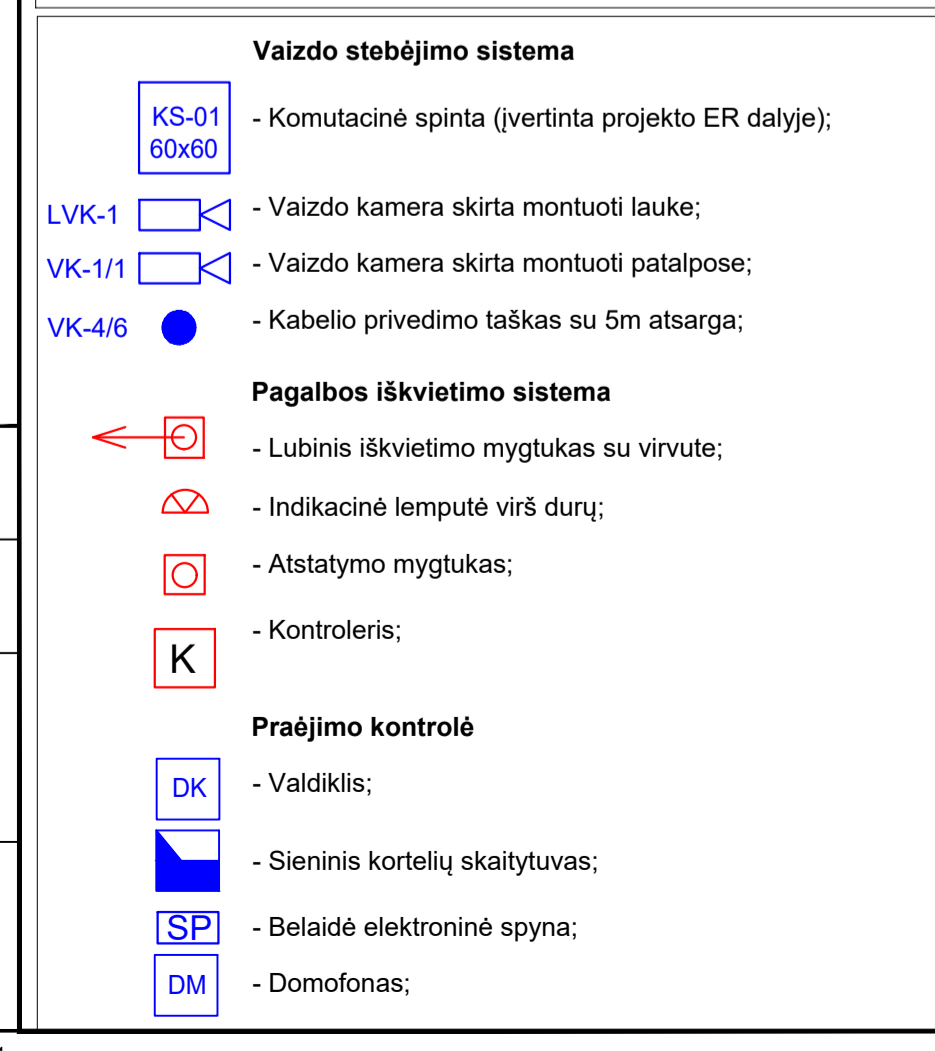 Vaizdo stebėjimo sistema
KS-01
60x60
- Komutacinė spinta (įvertinta projekto ER dalyje);
LVK-1
- Vaizdo kamera skirta montuoti lauke;
VK-1/1
- Vaizdo kamera skirta montuoti patalpose;
VK-4/6
- Kabelio privedimo taškas su 5m atsarga;
Pagalbos iškvietimo sistema
- Lubinis iškvietimo mygtukas su virvute;
- Indikacinė lemputė virš durų;
- Atstatymo mygtukas;
K
- Kontroleris;
Praėjimo kontrolė
DK
- Valdiklis;
- Sieninis kortelių skaitytuvas;
SP
- Belaidė elektroninė spyna;
DM
- Domofonas;